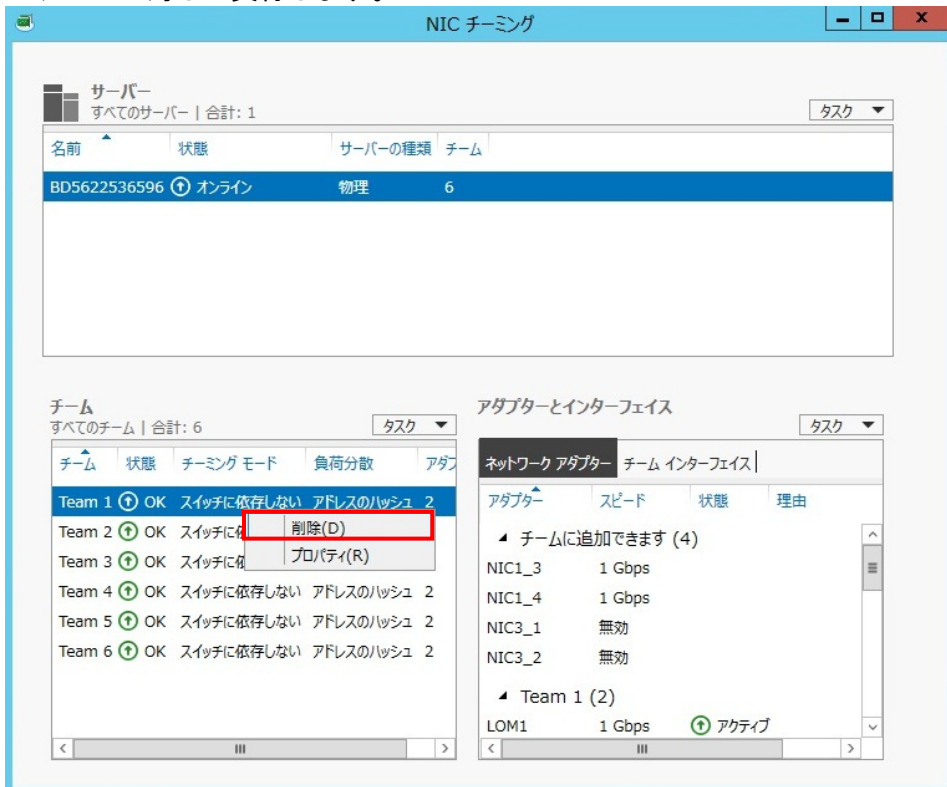 NIC チーミング
サーバー
すべてのサーバー | 合計: 1
タスク
名前 状態 サーバーの種類 チーム
BD5622536596 オンライン 物理 6
チーム
すべてのチーム | 合計: 6
タスク
チーム 状態 チーミング モード 負荷分散 アダプ
Team 1 OK スイッチに依存しない アドレスのハッシュ 2
Team 2 OK スイッチに依
削除(D)
Team 3 OK スイッチに依
プロパティ(R)
Team 4 OK スイッチに依存しない アドレスのハッシュ 2
Team 5 OK スイッチに依存しない アドレスのハッシュ 2
Team 6 OK スイッチに依存しない アドレスのハッシュ 2
アダプターとインターフェイス
タスク
ネットワーク アダプター チーム インターフェイス
アダプター スピード 状態 理由
チームに追加できます (4)
NIC1_3 1 Gbps
NIC1_4 1 Gbps
NIC3_1 無効
NIC3_2 無効
Team 1 (2)
LOM1 1 Gbps アクティブ